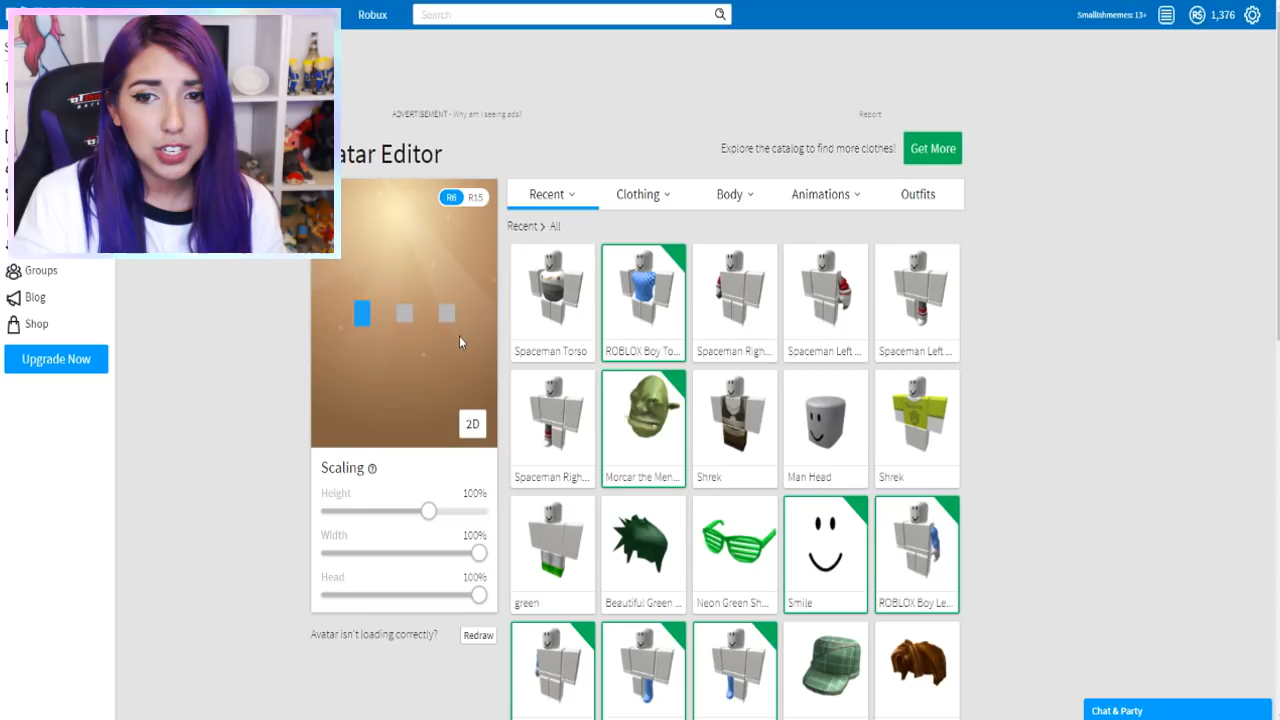 Robux
Search
Smallishmemes: 13+
1,376
ADVERTISEMENT - Why am I seeing ads?
Report
atar Editor
Explore the catalog to find more clothes!
Get More
R6 R15
Recent
Clothing
Body
Animations
Outfits
Recent > All
Groups
Blog
Shop
Upgrade Now
Spaceman Torso
ROBLOX Boy To...
Spaceman Righ...
Spaceman Left ...
Spaceman Left ...
2D
Spaceman Righ...
Morcar the Men...
Shrek
Man Head
Shrek
Scaling
Height 100%
Width 100%
Head 100%
green
Beautiful Green ...
Neon Green Sh...
Smile
ROBLOX Boy Le...
Avatar isn't loading correctly?
Redraw
Chat & Party